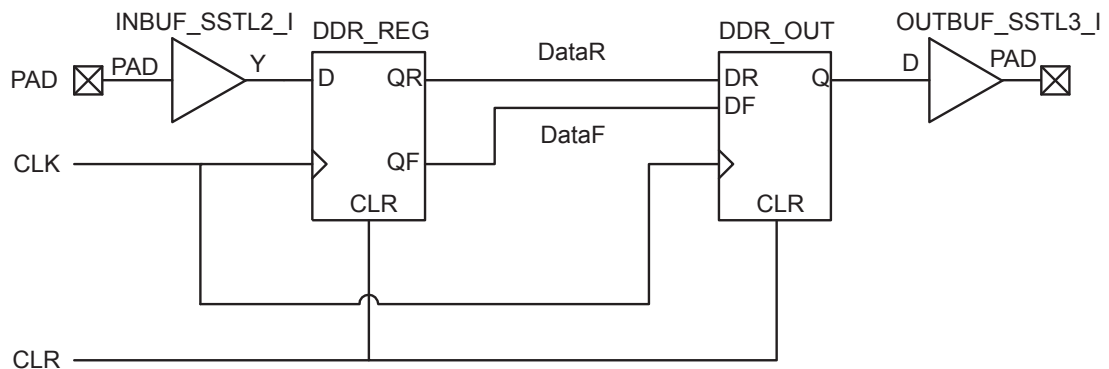 INBUF_SSTL2_I
DDR_REG
DDR_OUT
OUTBUF_SSTL3_I
PAD
PAD
Y
D
QR
DataR
DR
Q
D
PAD
DF
DataF
CLK
QF
CLR
CLR
CLR